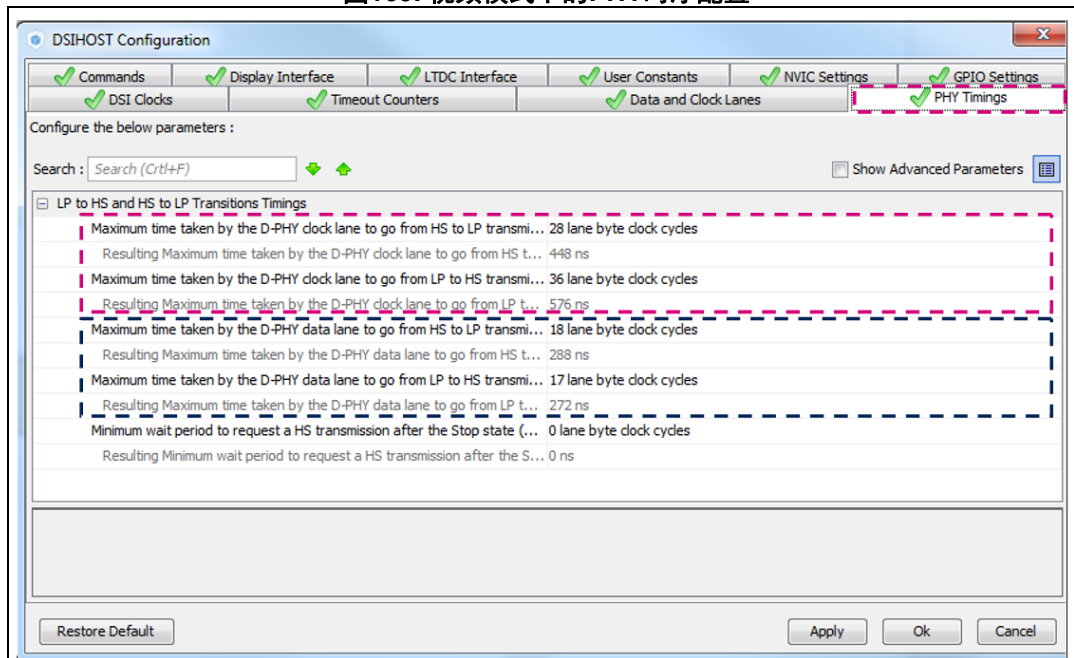 DSIHOST Configuration
Commands Display Interface LTDC Interface User Constants NVIC Settings GPIO Settings
DSI Clocks Timeout Counters Data and Clock Lanes PHY Timings
Configure the below parameters :
Search : Search (Crtl+F) Show Advanced Parameters
LP to HS and HS to LP Transitions Timings
Maximum time taken by the D-PHY clock lane to go from HS to LP transmi... 28 lane byte clock cycles
Resulting Maximum time taken by the D-PHY clock lane to go from HS t... 448 ns
Maximum time taken by the D-PHY clock lane to go from LP to HS transmi... 36 lane byte clock cycles
Resulting Maximum time taken by the D-PHY clock lane to go from LP t... 576 ns
Maximum time taken by the D-PHY data lane to go from HS to LP transmi... 18 lane byte clock cycles
Resulting Maximum time taken by the D-PHY data lane to go from HS t... 288 ns
Maximum time taken by the D-PHY data lane to go from LP to HS transmi... 17 lane byte clock cycles
Resulting Maximum time taken by the D-PHY data lane to go from LP t... 272 ns
Minimum wait period to request a HS transmission after the Stop state (... 0 lane byte clock cycles
Resulting Minimum wait period to request a HS transmission after the S... 0 ns
Restore Default Apply Ok Cancel